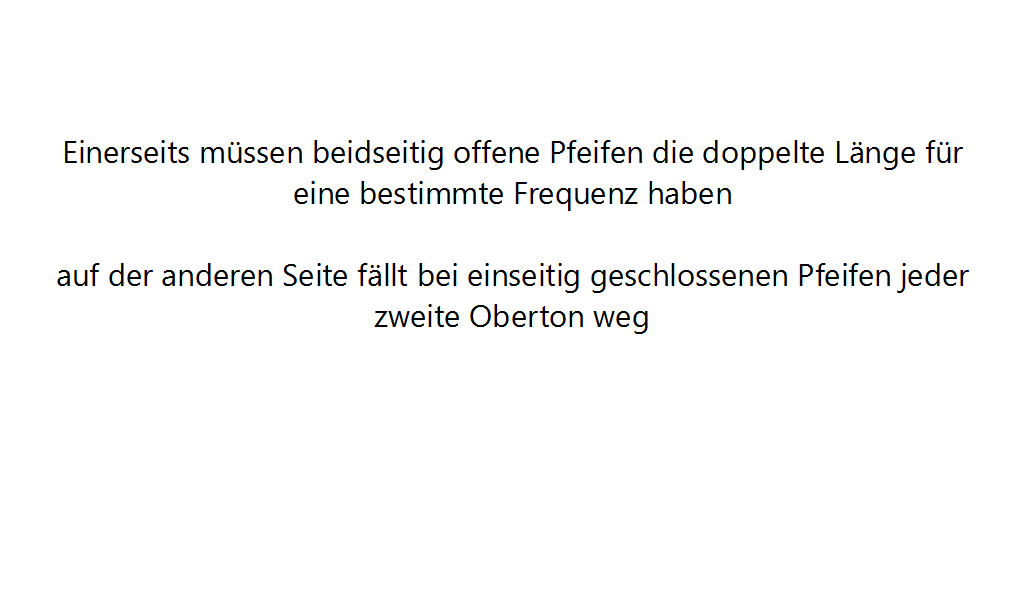 Einerseits müssen beidseitig offene Pfeifen die doppelte Länge für
eine bestimmte Frequenz haben
auf der anderen Seite fällt bei einseitig geschlossenen Pfeifen jeder
zweite Oberton weg